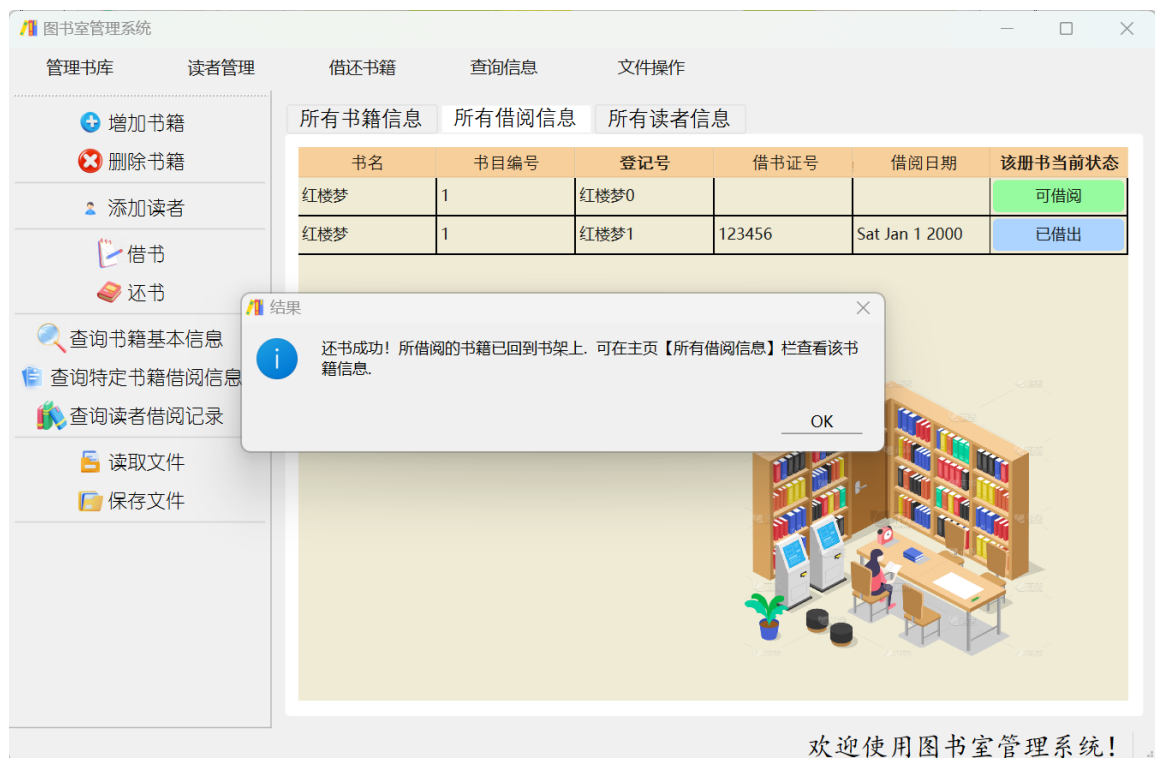 图书室管理系统
管理书库 读者管理 借还书籍 查询信息 文件操作
增加书籍
删除书籍
添加读者
借书
还书
查询书籍基本信息
查询特定书籍借阅信息
查询读者借阅记录
读取文件
保存文件
所有书籍信息 所有借阅信息 所有读者信息
书名 书目编号 登记号 借书证号 借阅日期 该册书当前状态
红楼梦 1 红楼梦0 可借阅
红楼梦 1 红楼梦1 123456 Sat Jan 1 2000 已借出
结果
还书成功！所借阅的书籍已回到书架上. 可在主页【所有借阅信息】栏查看该书
籍信息.
OK
欢迎使用图书室管理系统！